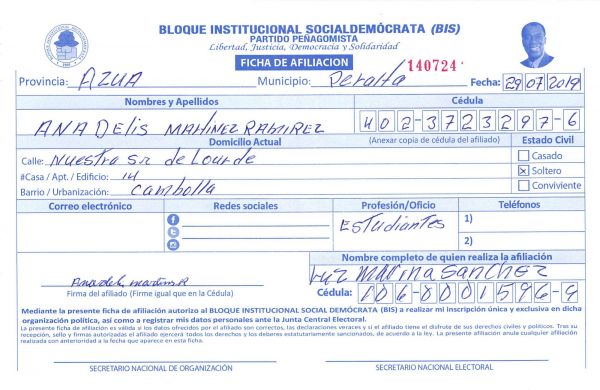 BLOQUE INSTITUCIONAL SOCIALDEMÓCRATA (BIS)
PARTIDO PEÑAGOMISTA
Libertad, Justicia, Democracia y Solidaridad
FICHA DE AFILIACION
140724
Provincia: AZUA Municipio: Peralta Fecha: 29 07 2019
Nombres y Apellidos Cédula
ANA DElis MARtiNez RAMIREZ 402-3723297-6
Domicilio Actual (Anexar copia de cédula del afiliado) Estado Civil
Calle: Nuestra Sra de Lourde Casado
#Casa / Apt. / Edificio: 14 Soltero
Barrio / Urbanización: Cambolla Conviviente
Correo electrónico Redes sociales Profesión/Oficio Teléfonos
EStudiantes 1)
2)
Nombre completo de quien realiza la afiliación
Luz MARinA SANchez
Firma del afiliado (Firme igual que en la Cédula) Cédula: 106-0001596-9
Mediante la presente ficha de afiliación autorizo al BLOQUE INSTITUCIONAL SOCIAL DEMÓCRATA (BIS) a realizar mi inscripción única y exclusiva en dicha
organización política, así como a registrar mis datos personales ante la Junta Central Electoral.
La presente ficha de afiliación es válida si los datos ofrecidos por el afiliado son correctos, las declaraciones veraces y si el afiliado tiene el disfrute de sus derechos civiles y políticos. Tras su
recepción, sello y firmas autorizadas el afiliado ejercerá todos los derechos y los deberes estatutariamente sancionados, de acuerdo a la ley. La presente afiliación anula cualquier afiliación
realizada con anterioridad a la fecha que aparece en esta ficha.
SECRETARIO NACIONAL DE ORGANIZACIÓN SECRETARIO NACIONAL ELECTORAL